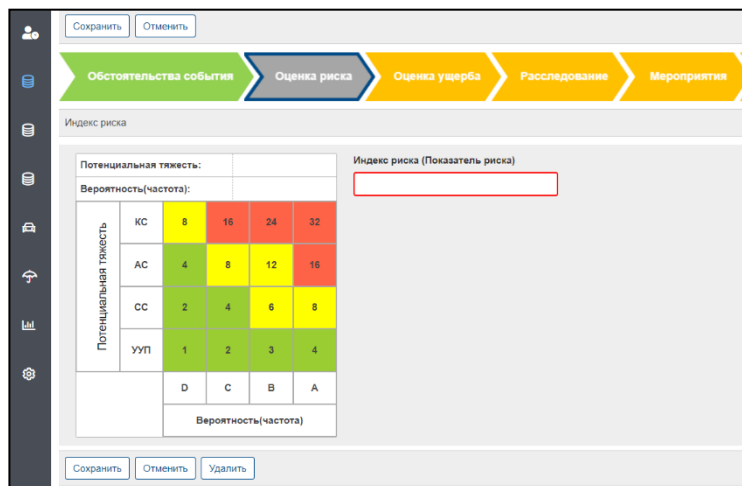 Сохранить Отменить
Обстоятельства события Оценка риска Оценка ущерба Расследование Мероприятия
Индекс риска
Потенциальная тяжесть:
Вероятность(частота):
Индекс риска (Показатель риска)
Потенциальная тяжесть
КС 8 16 24 32
АС 4 8 12 16
СС 2 4 6 8
УУП 1 2 3 4
D C B A
Вероятность(частота)
Сохранить Отменить Удалить